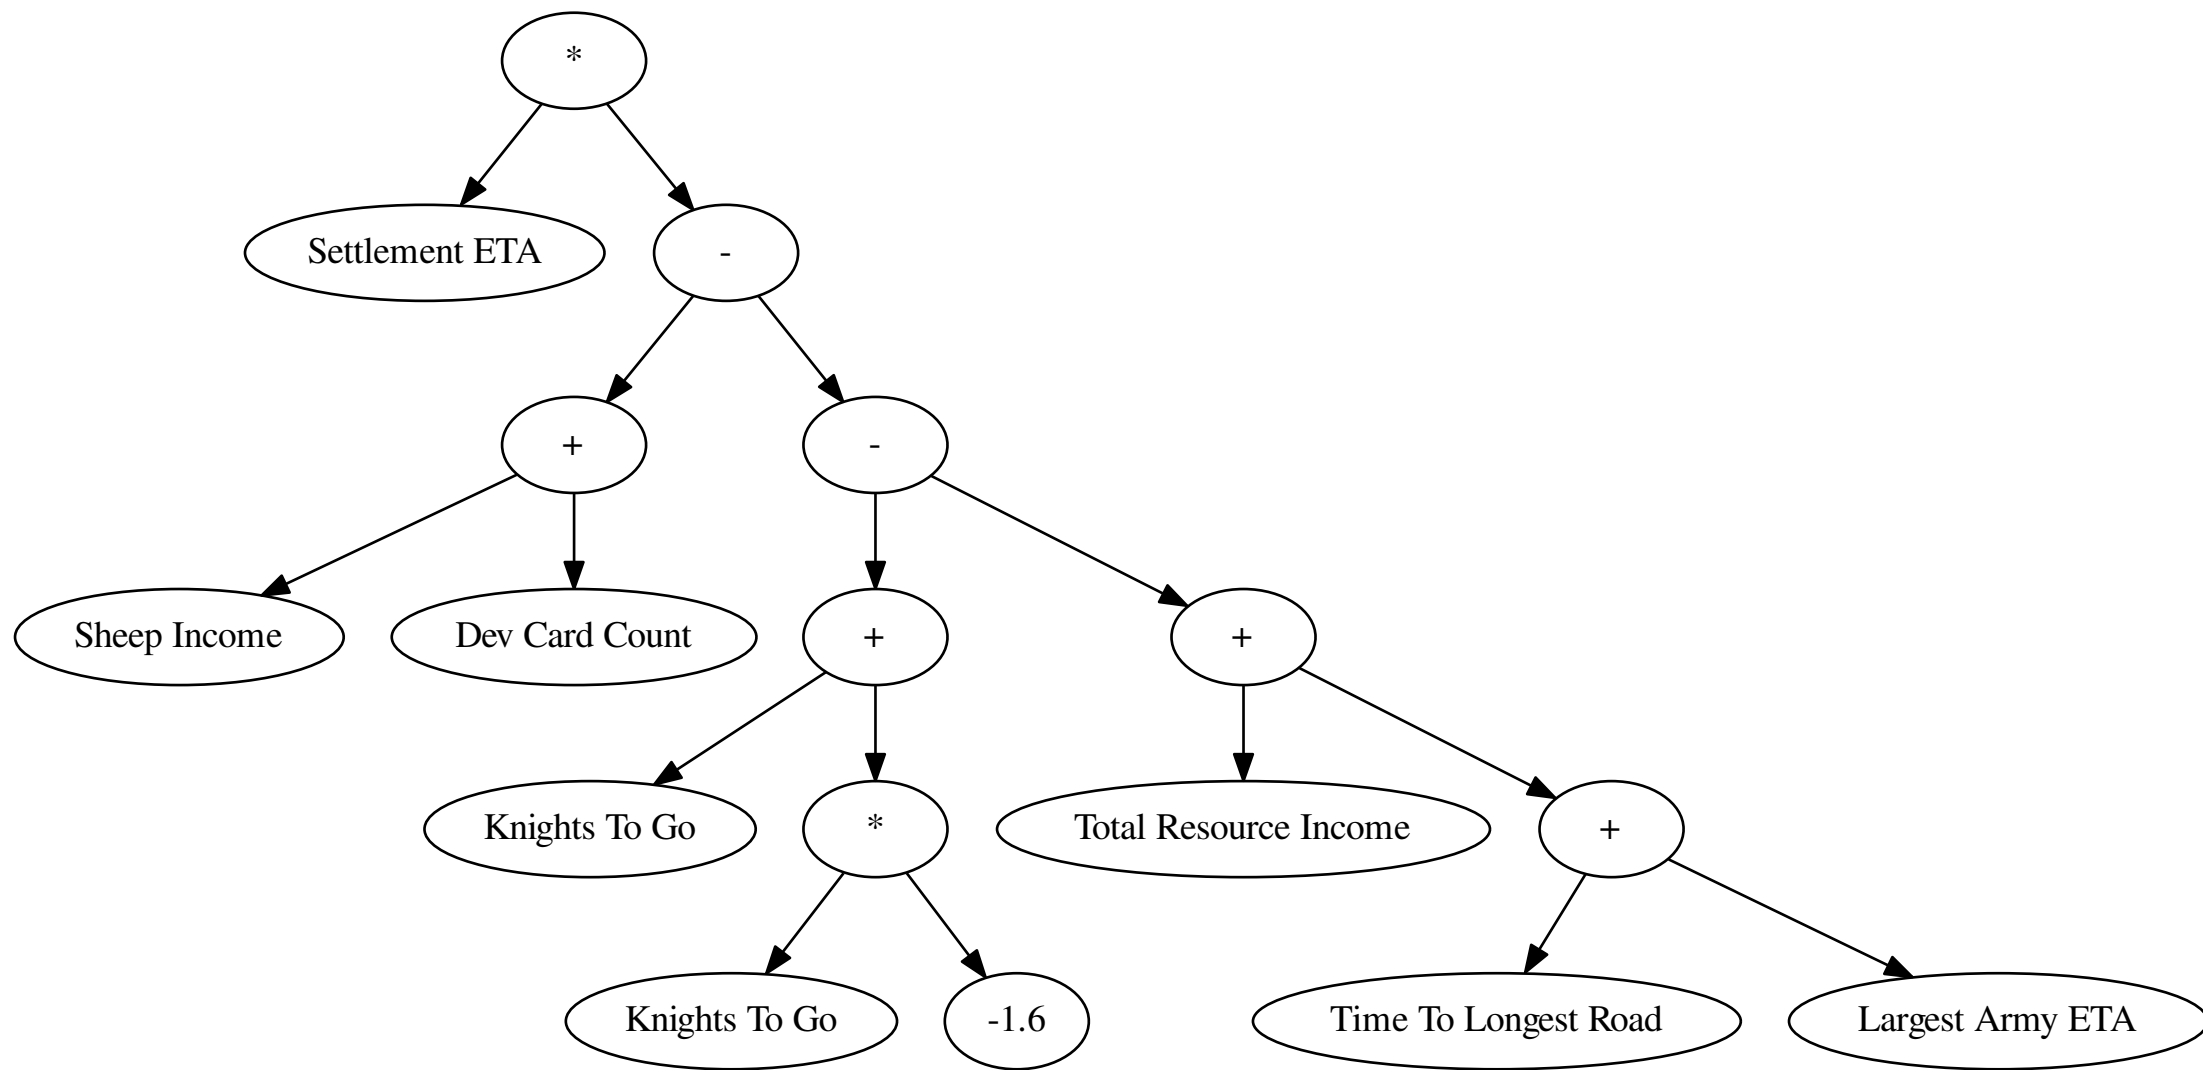 *
Settlement ETA
-
+
-
Sheep Income
Dev Card Count
+
+
Knights To Go
*
Total Resource Income
+
Knights To Go
-1.6
Time To Longest Road
Largest Army ETA